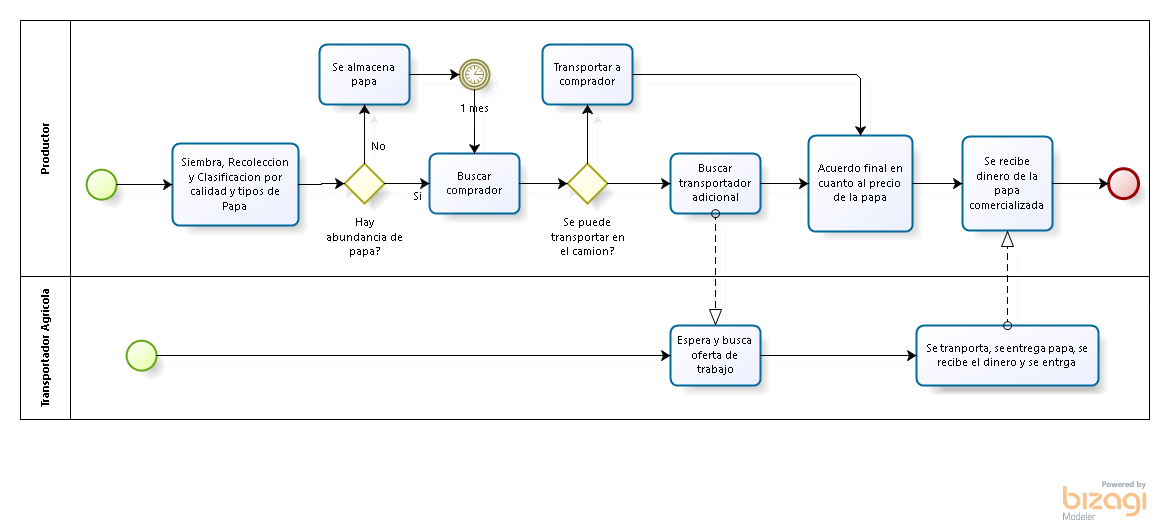 Productor
Se almacena
papa
1 mes
Transportar a
comprador
No
Siembra, Recoleccion
y Clasificacion por
calidad y tipos de
Papa
Si
Hay
abundancia de
papa?
Buscar
comprador
Se puede
transportar en
el camion?
Buscar
transportador
adicional
Acuerdo final en
cuanto al precio
de la papa
Se recibe
dinero de la
papa
comercializada
Transportador Agricola
Espera y busca
oferta de
trabajo
Se tranporta, se entrega papa, se
recibe el dinero y se entrga
Powered by
bizagi
Modeler